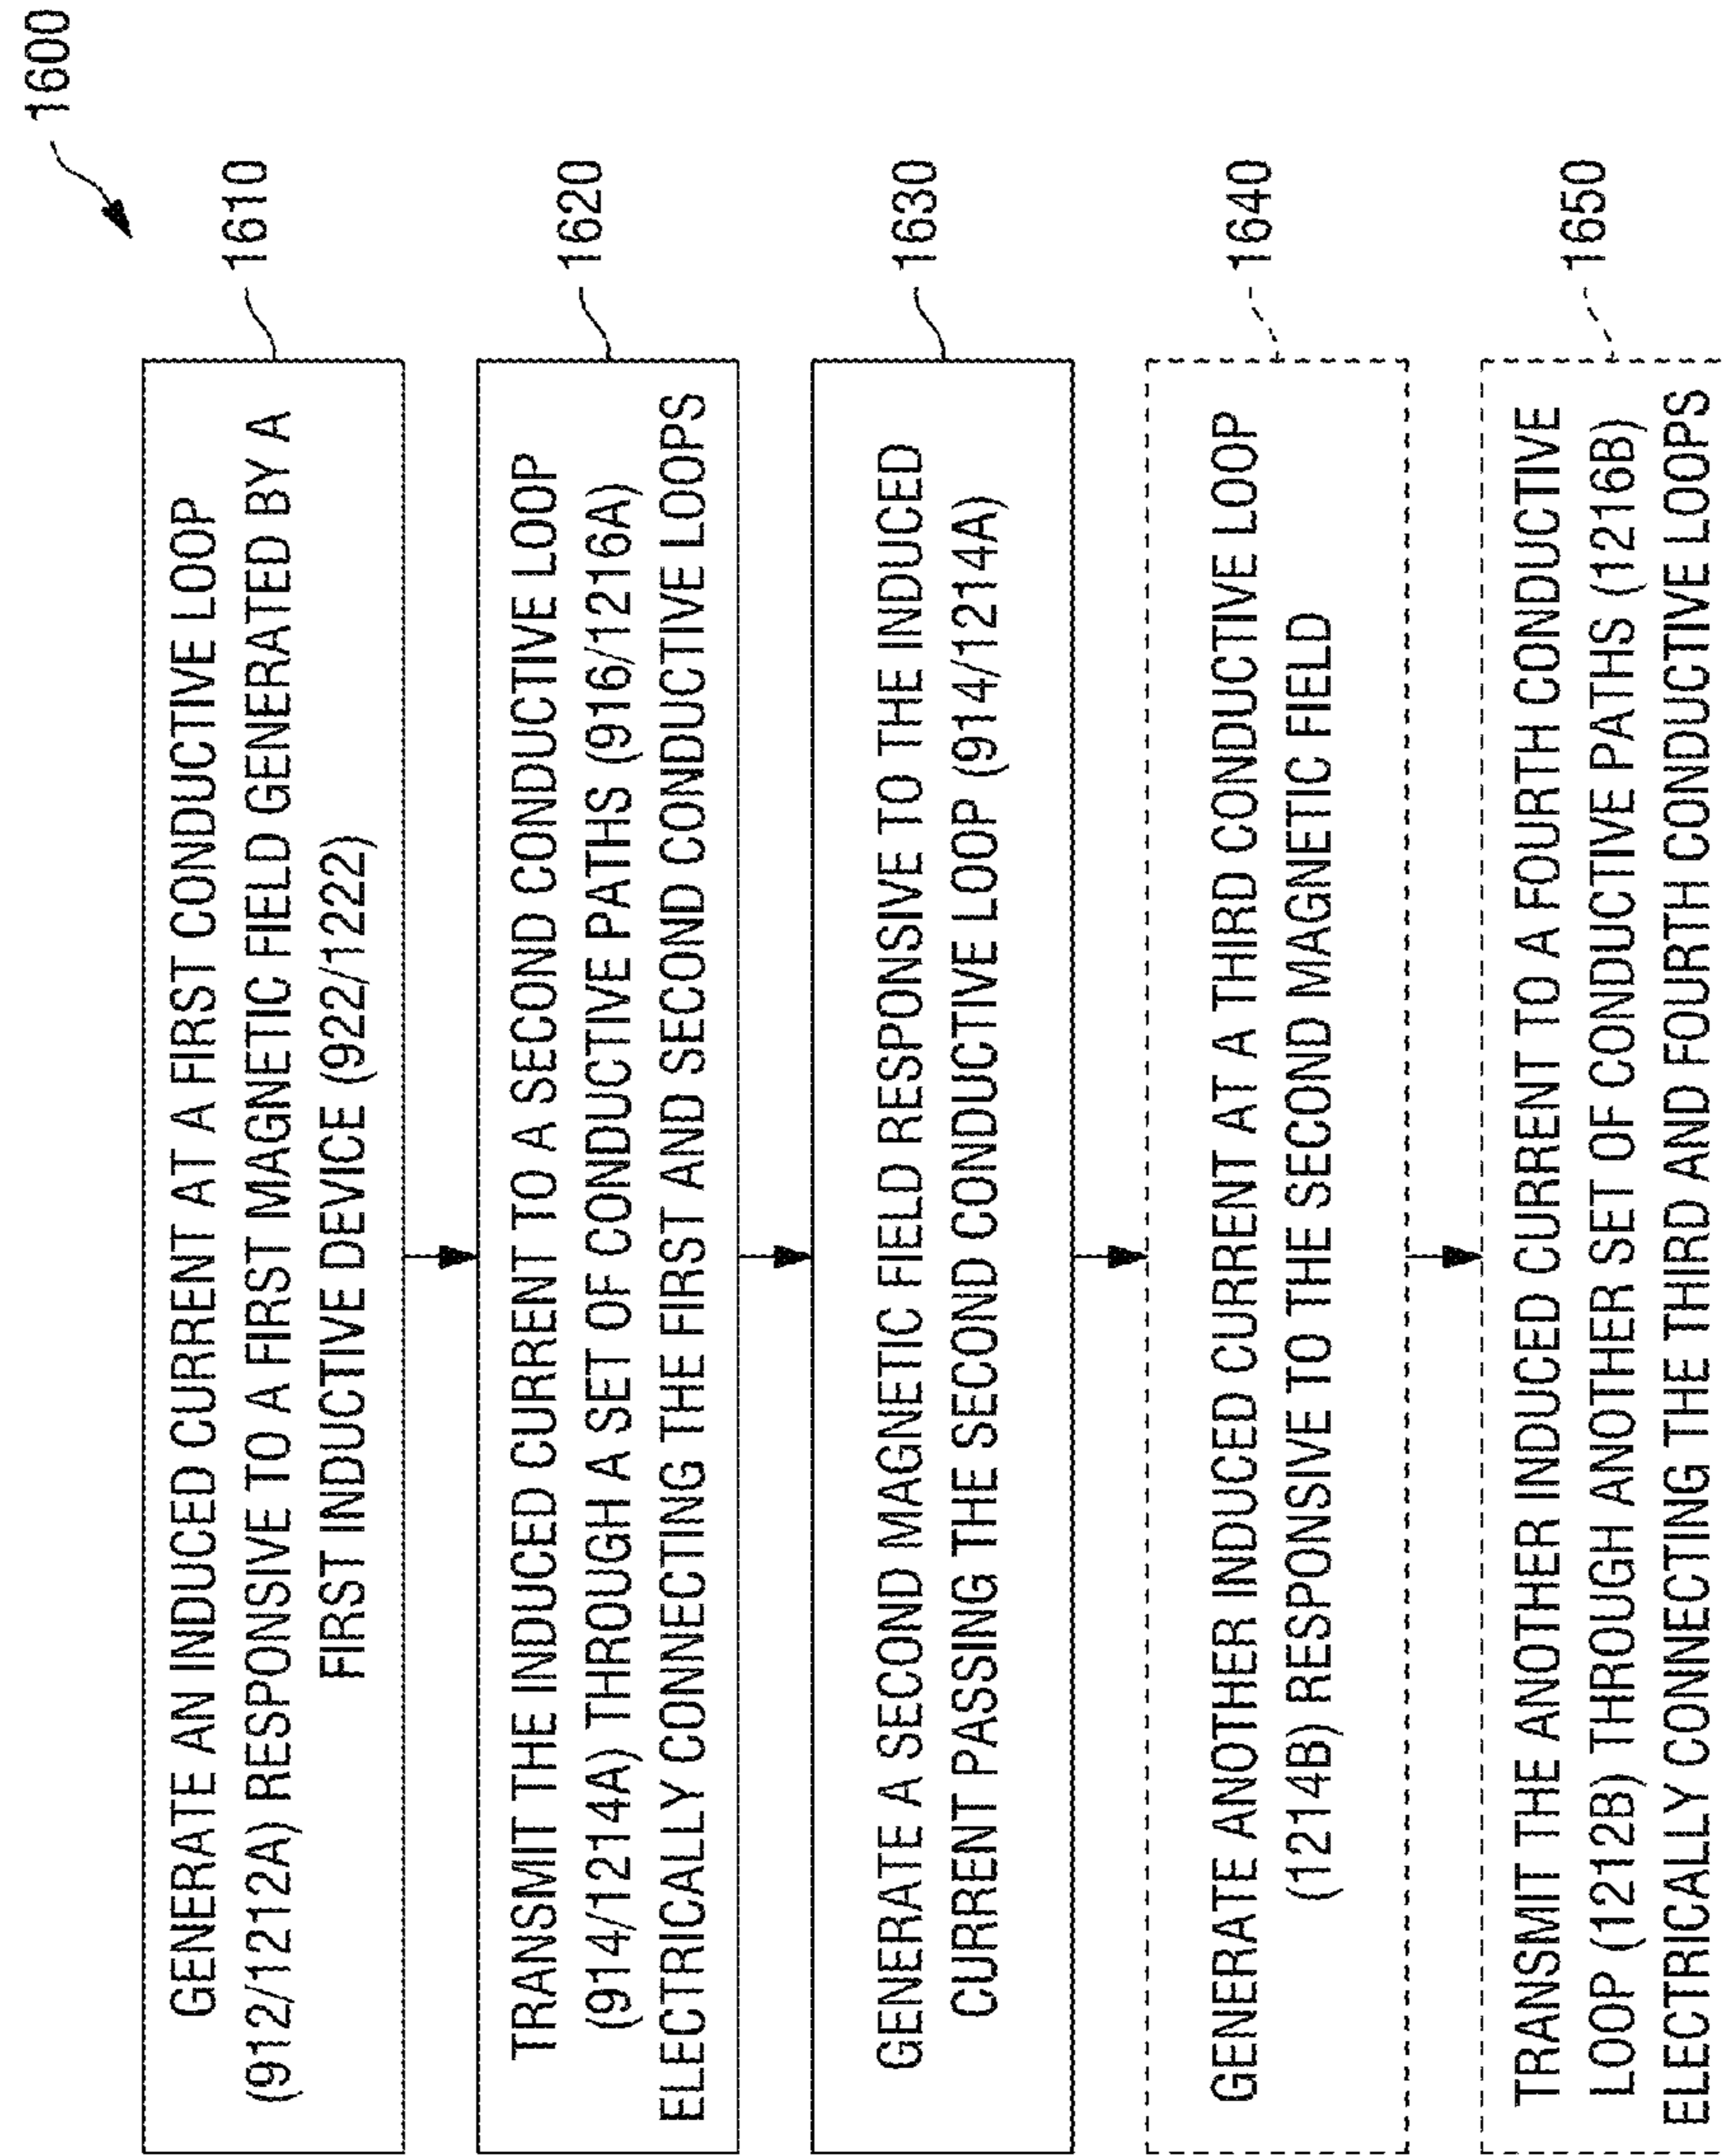 1600
GENERATE AN INDUCED CURRENT AT A FIRST CONDUCTIVE LOOP
(912/1212A) RESPONSIVE TO A FIRST MAGNETIC FIELD GENERATED BY A
FIRST INDUCTIVE DEVICE (922/1222)
1610
TRANSMIT THE INDUCED CURRENT TO A SECOND CONDUCTIVE LOOP
(914/1214A) THROUGH A SET OF CONDUCTIVE PATHS (916/1216A)
ELECTRICALLY CONNECTING THE FIRST AND SECOND CONDUCTIVE LOOPS
1620
GENERATE A SECOND MAGNETIC FIELD RESPONSIVE TO THE INDUCED
CURRENT PASSING THE SECOND CONDUCTIVE LOOP (914/1214A)
1630
GENERATE ANOTHER INDUCED CURRENT AT A THIRD CONDUCTIVE LOOP
(1214B) RESPONSIVE TO THE SECOND MAGNETIC FIELD
1640
TRANSMIT THE ANOTHER INDUCED CURRENT TO A FOURTH CONDUCTIVE
LOOP (1212B) THROUGH ANOTHER SET OF CONDUCTIVE PATHS (1216B)
ELECTRICALLY CONNECTING THE THIRD AND FOURTH CONDUCTIVE LOOPS
1650